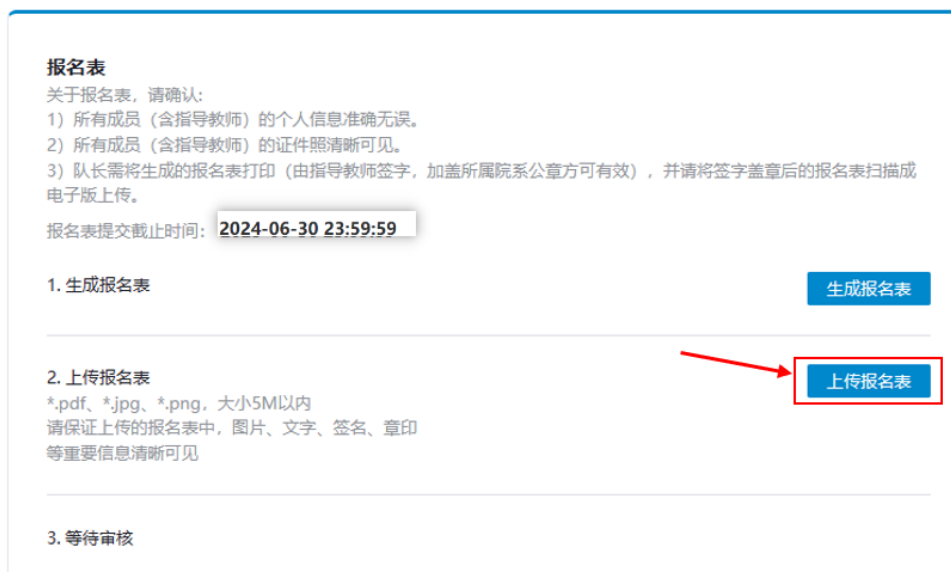 报名表
关于报名表，请确认：
1）所有成员（含指导教师）的个人信息准确无误。
2）所有成员（含指导教师）的证件照清晰可见。
3）队长需将生成的报名表打印（由指导教师签字，加盖所属院系公章方可有效），并请将签字盖章后的报名表扫描成
电子版上传。
报名表提交截止时间： 2024-06-30 23:59:59
1. 生成报名表 生成报名表
2. 上传报名表 上传报名表
*.pdf、*.jpg、*.png，大小5M以内
请保证上传的报名表中，图片、文字、签名、章印
等重要信息清晰可见
3. 等待审核